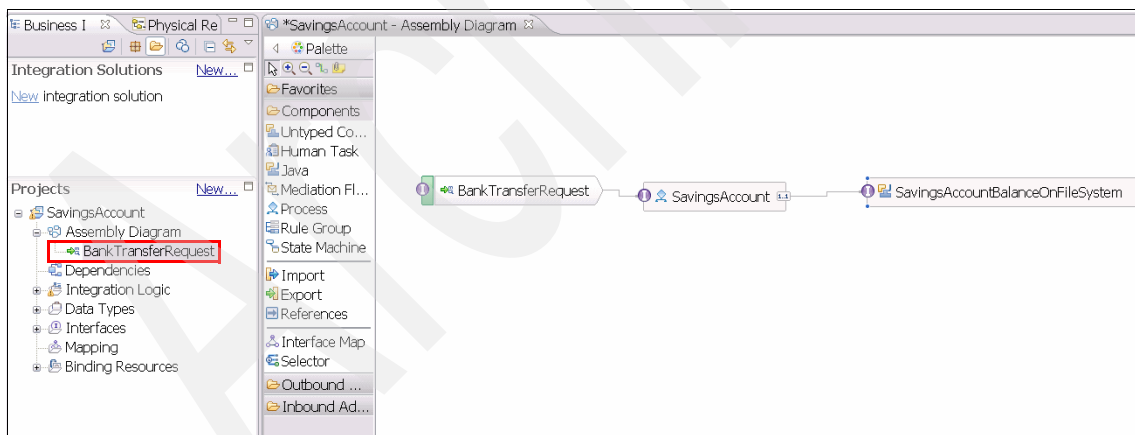 Business I
Physical Re
*SavingsAccount - Assembly Diagram
Integration Solutions New...
New integration solution
Projects New...
SavingsAccount
Assembly Diagram
BankTransferRequest
Dependencies
Integration Logic
Data Types
Interfaces
Mapping
Binding Resources
Palette
Favorites
Components
Untyped Co...
Human Task
Java
Mediation Fl...
Process
Rule Group
State Machine
Import
Export
References
Interface Map
Selector
Outbound ...
Inbound Ad...
BankTransferRequest
SavingsAccount 1..1
SavingsAccountBalanceOnFileSystem